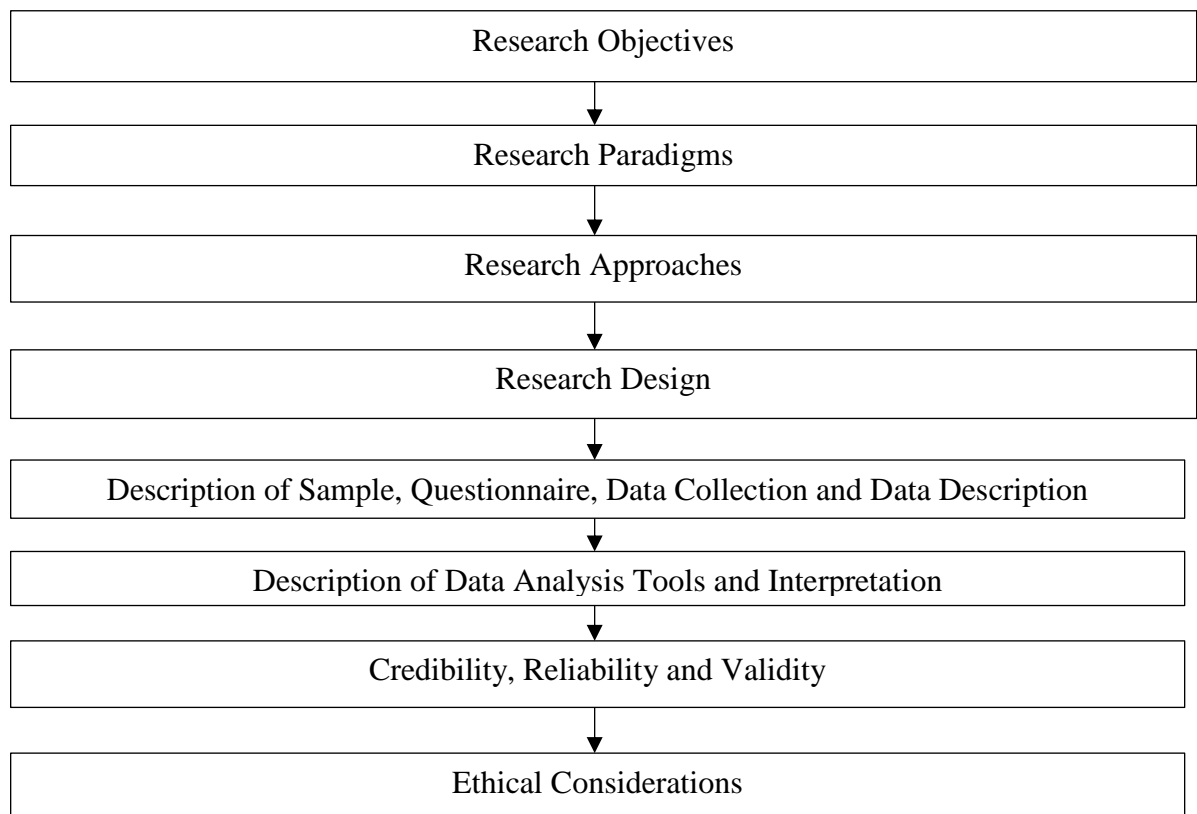 Research Objectives
Research Paradigms
Research Approaches
Research Design
Description of Sample, Questionnaire, Data Collection and Data Description
Description of Data Analysis Tools and Interpretation
Credibility, Reliability and Validity
Ethical Considerations